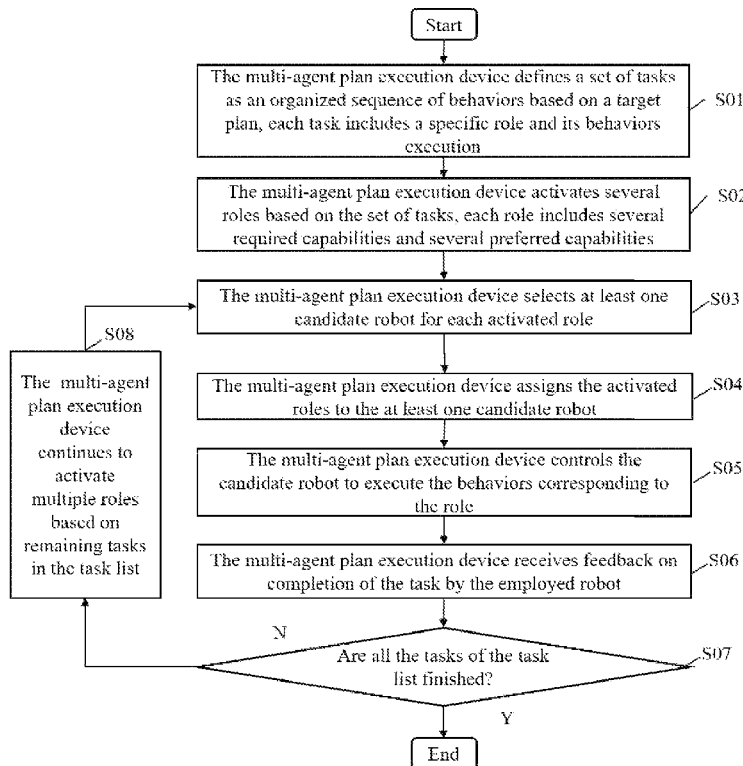 Start
The multi-agent plan execution device defines a set of tasks
as an organized sequence of behaviors based on a target
plan, each task includes a specific role and its behaviors
execution
S01
The multi-agent plan execution device activates several
roles based on the set of tasks, each role includes several
required capabilities and several preferred capabilities
S02
The multi-agent plan execution device selects at least one
candidate robot for each activated role
S03
S08
The multi-agent
plan execution
device
continues to
activate
multiple roles
based on
remaining tasks
in the task list
The multi-agent plan execution device assigns the activated
roles to the at least one candidate robot
S04
The multi-agent plan execution device controls the
candidate robot to execute the behaviors corresponding to
the role
S05
The multi-agent plan execution device receives feedback on
completion of the task by the employed robot
S06
N
Are all the tasks of the task
list finished?
S07
Y
End